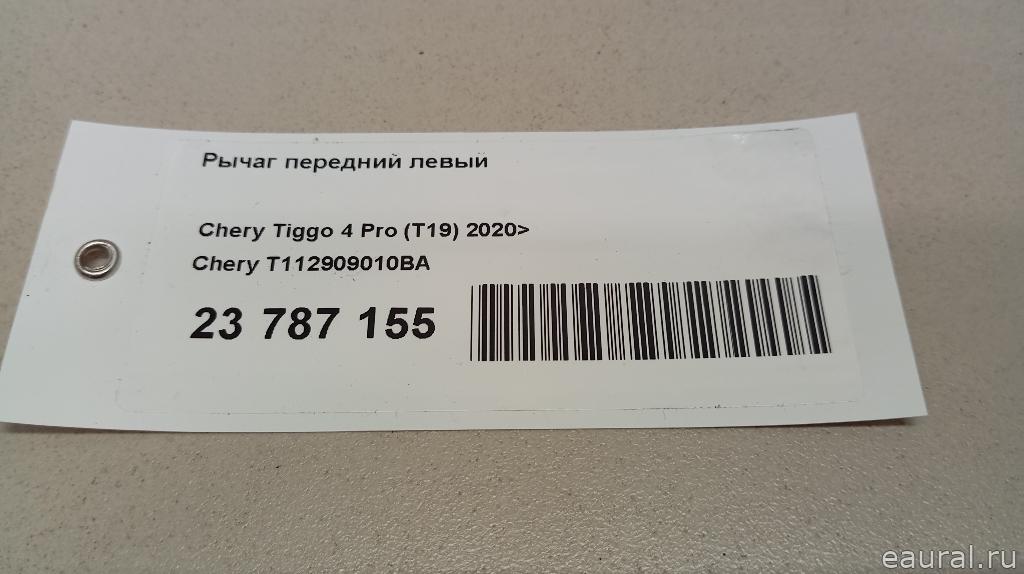 Рычаг передний левый
Chery Tiggo 4 Pro (T19) 2020>
Chery T112909010BA
23 787 155
eaural.ru